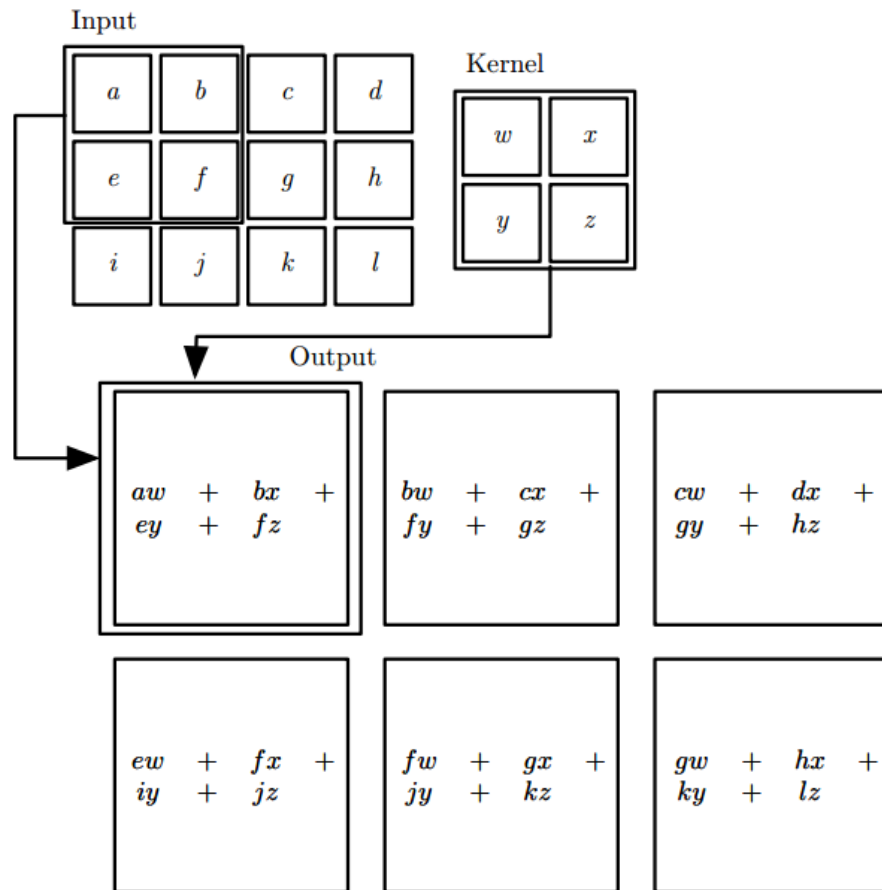 Input
a b c d
Kernel
w x
e f g h
y z
i j k l
Output
aw + bx +
ey + fz
bw + cx +
fy + gz
cw + dx +
gy + hz
ew + fx +
iy + jz
fw + gx +
jy + kz
gw + hx +
ky + lz